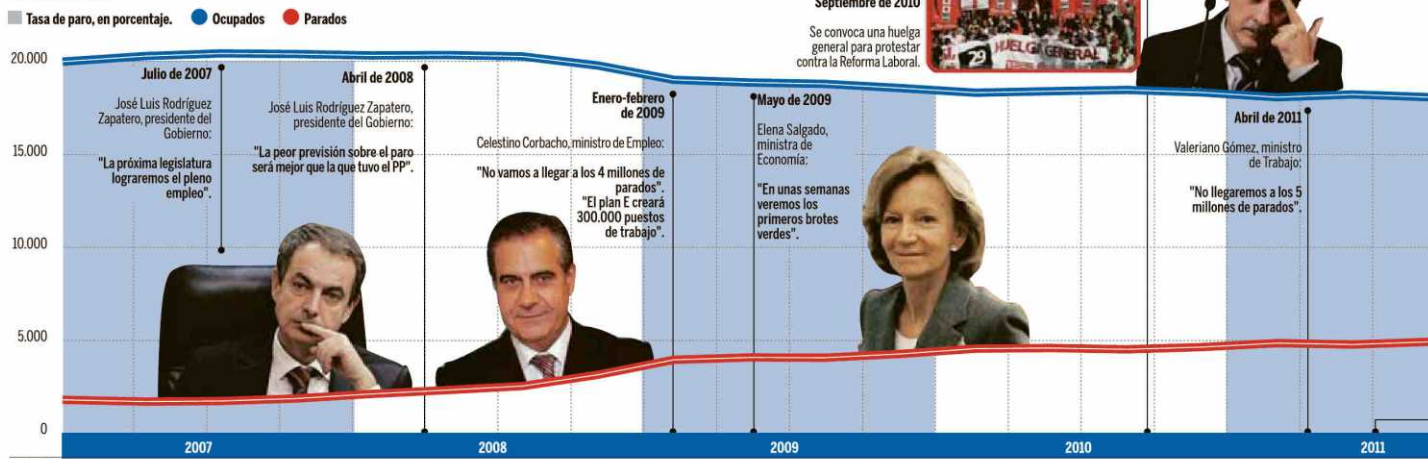 Tasa de paro, en porcentaje.
Ocupados
Parados
20.000
15.000
10.000
5.000
0
Julio de 2007
José Luis Rodríguez
Zapatero, presidente del
Gobierno:
"La próxima legislatura
lograremos el pleno
empleo".
Abril de 2008
José Luis Rodríguez Zapatero,
presidente del Gobierno:
"La peor previsión sobre el paro
será mejor que la que tuvo el PP".
Enero-febrero
de 2009
Celestino Corbacho, ministro de Empleo:
"No vamos a llegar a los 4 millones de
parados".
"El plan E creará
300.000 puestos
de trabajo".
Mayo de 2009
Elena Salgado,
ministra de
Economía:
"En unas semanas
veremos los
primeros brotes
verdes".
Septiembre de 2010
Se convoca una huelga
general para protestar
contra la Reforma Laboral.
29 HUELGA GENERAL
Abril de 2011
Valeriano Gómez, ministro
de Trabajo:
"No llegaremos a los 5
millones de parados".
2007
2008
2009
2010
2011